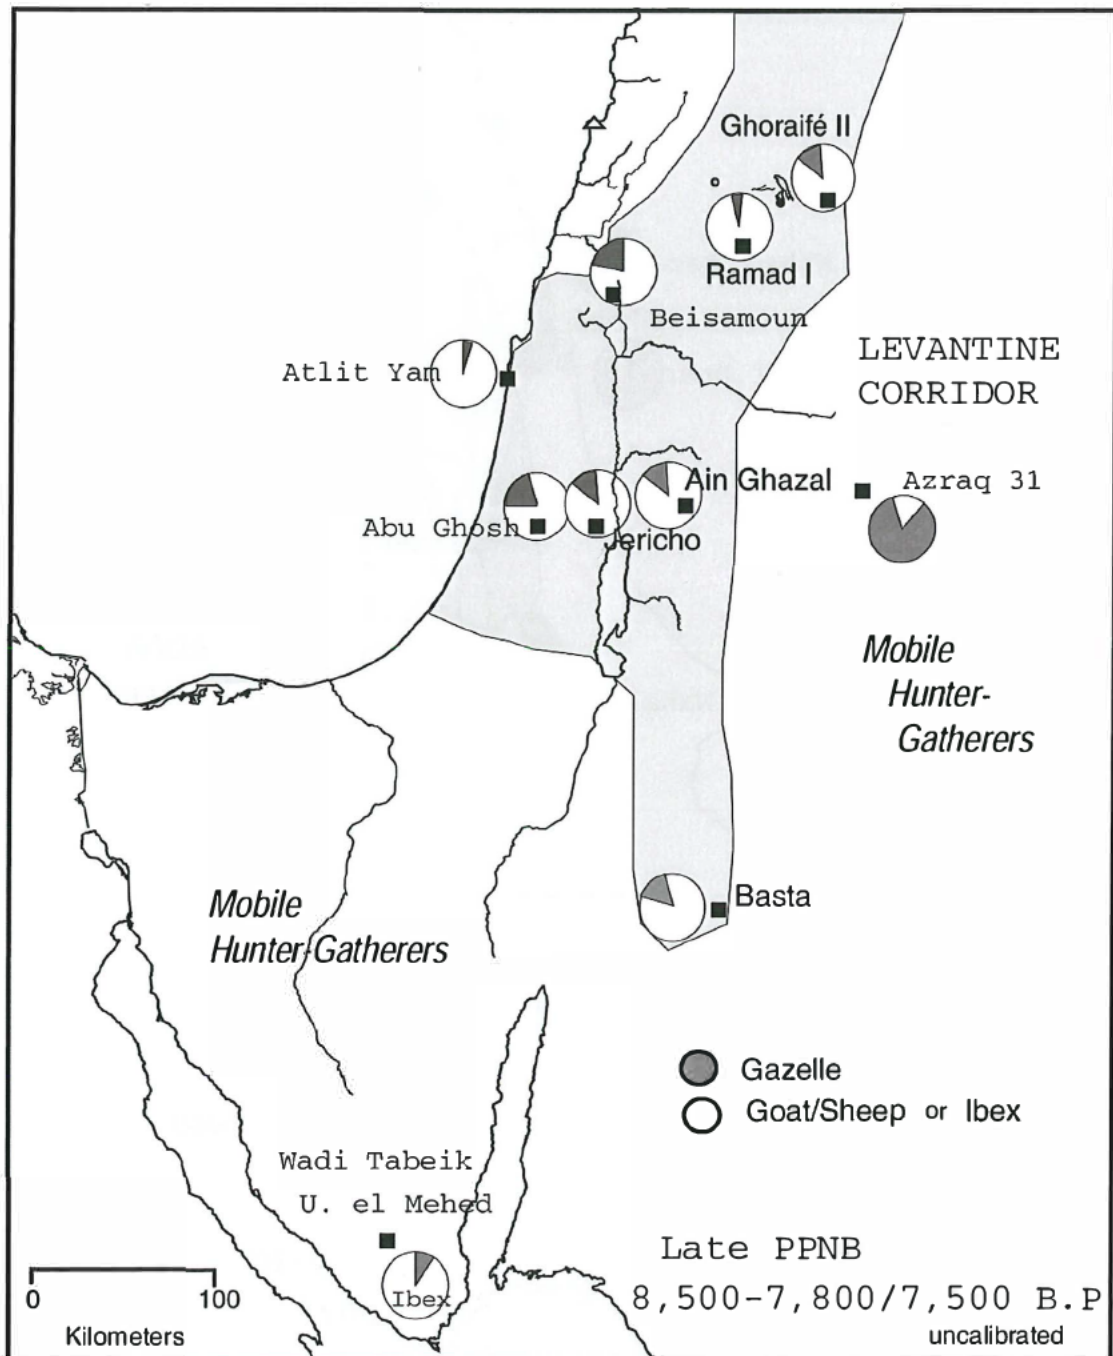 Ghoraifé II
Ramad I
Beisamoun
Atlit Yam
LEVANTINE
CORRIDOR
Ain Ghazal
Azraq 31
Abu Ghosh
Jericho
Mobile
Hunter-
Gatherers
Mobile
Hunter-Gatherers
Basta
Gazelle
Goat/Sheep or Ibex
Wadi Tabeik
U. el Mehed
Ibex
Late PPNB
8,500-7,800/7,500 B.P
uncalibrated
0 100
Kilometers